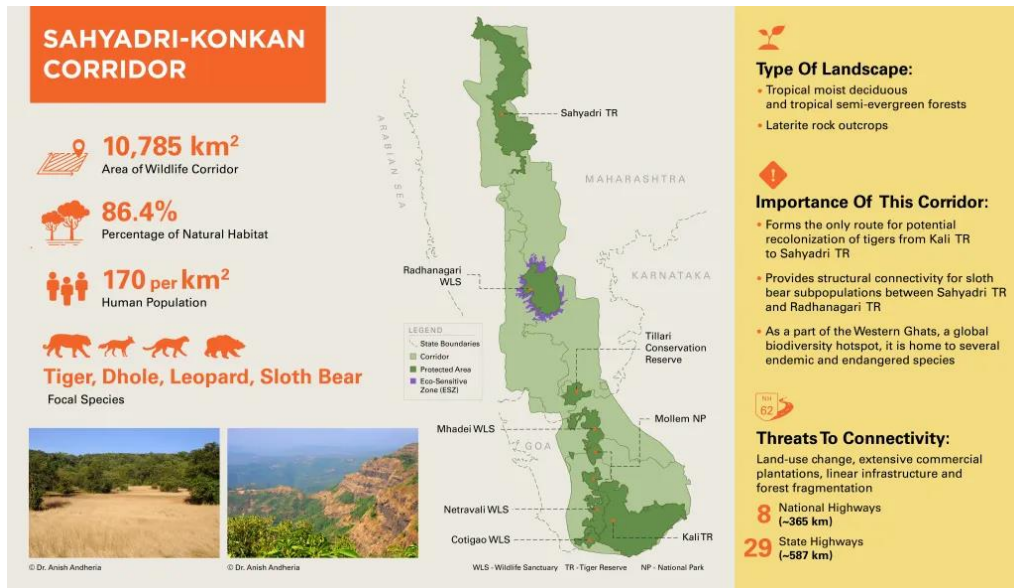 SAHYADRI-KONKAN
CORRIDOR
10,785 km²
Area of Wildlife Corridor
86.4%
Percentage of Natural Habitat
170 per km²
Human Population
Tiger, Dhole, Leopard, Sloth Bear
Focal Species
© Dr. Anish Andheria
© Dr. Anish Andheria
ARABIAN SEA
Sahyadri TR
MAHARASHTRA
Radhanagari
WLS
KARNATAKA
LEGEND
State Boundaries
Corridor
Protected Area
Eco-Sensitive
Zone (ESZ)
Tillari
Conservation
Reserve
Mollem NP
Mhadei WLS
GOA
Netravali WLS
Kali TR
Cotigao WLS
WLS - Wildlife Sanctuary TR - Tiger Reserve NP - National Park
Type Of Landscape:
• Tropical moist deciduous
and tropical semi-evergreen forests
• Laterite rock outcrops
!
Importance Of This Corridor:
• Forms the only route for potential
recolonization of tigers from Kali TR
to Sahyadri TR
• Provides structural connectivity for sloth
bear subpopulations between Sahyadri TR
and Radhanagari TR
• As a part of the Western Ghats, a global
biodiversity hotspot, it is home to several
endemic and endangered species
NH
62
Threats To Connectivity:
Land-use change, extensive commercial
plantations, linear infrastructure and
forest fragmentation
8 National Highways
(~365 km)
29 State Highways
(~587 km)